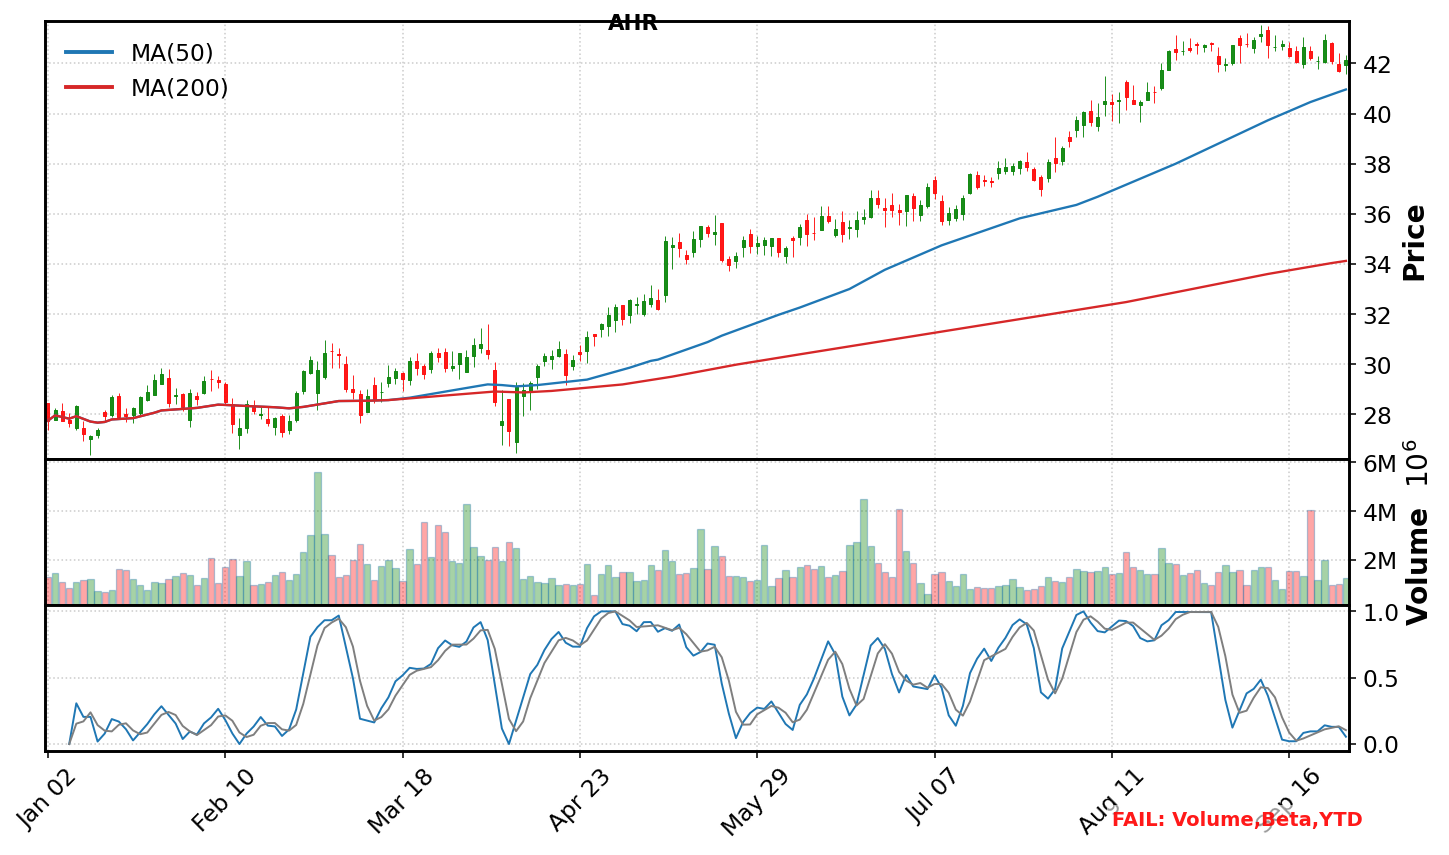 AHR
MA(50)
MA(200)
42
40
38
36
34
32
30
28
Price
6M
4M
2M
Volume 10^6
1.0
0.5
0.0
Jan 02
Feb 10
Mar 18
Apr 23
May 29
Jul 07
Aug 11
Sep 16
FAIL: Volume,Beta,YTD